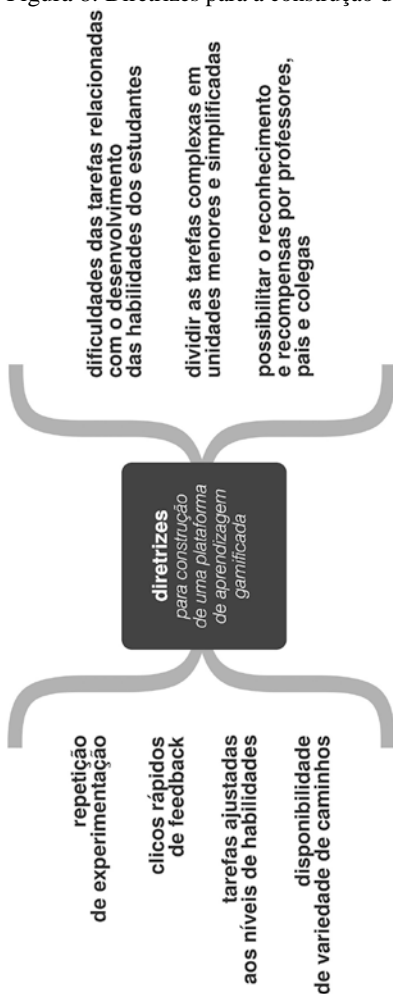 Figura 6: Diretrizes para a construção d
repetição
de experimentação
clicos rápidos
de feedback
tarefas ajustadas
aos níveis de habilidades
disponibilidade
de variedade de caminhos
diretrizes
para construção
de uma plataforma
de aprendizagem
gamificada
dificuldades das tarefas relacionadas
com o desenvolvimento
das habilidades dos estudantes
dividir as tarefas complexas em
unidades menores e simplificadas
possibilitar o reconhecimento
e recompensas por professores,
pais e colegas